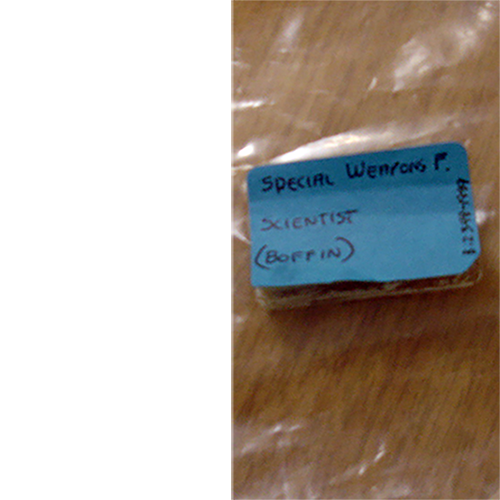 SPECIAL WEAPONS F.
SCIENTIST
(BOFFIN)